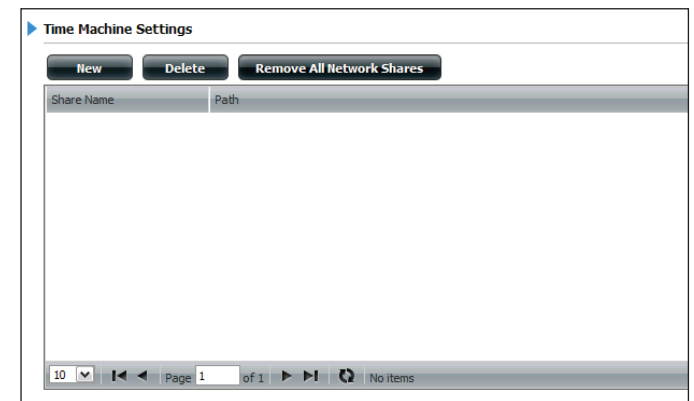 Time Machine Settings
New Delete Remove All Network Shares
Share Name Path
10 Page 1 of 1 No items